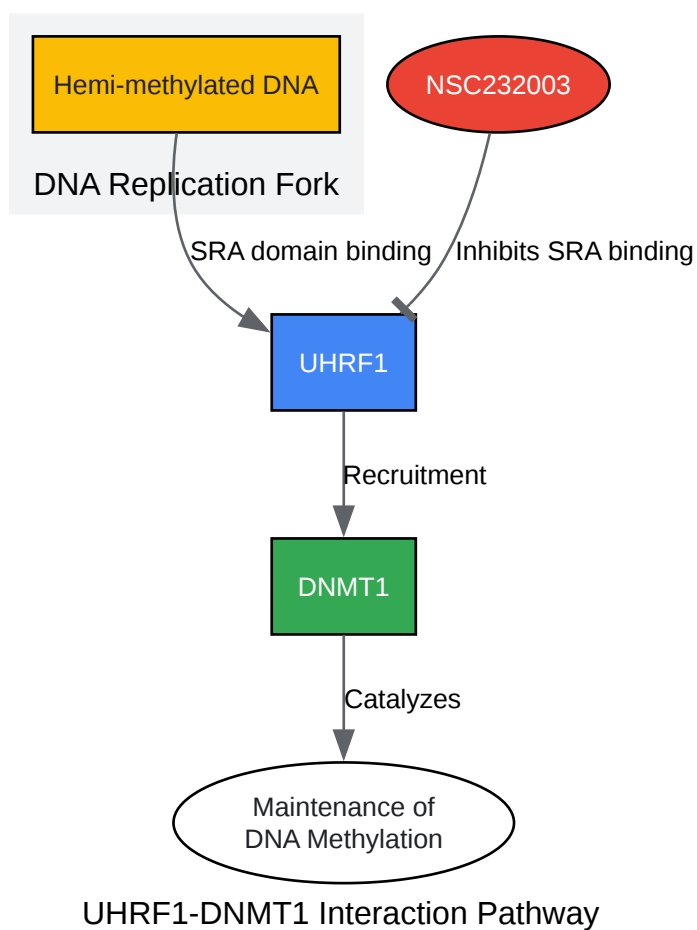 Hemi-methylated DNA
NSC232003
DNA Replication Fork
SRA domain binding
Inhibits SRA binding
UHRF1
Recruitment
DNMT1
Catalyzes
Maintenance of
DNA Methylation
UHRF1-DNMT1 Interaction Pathway